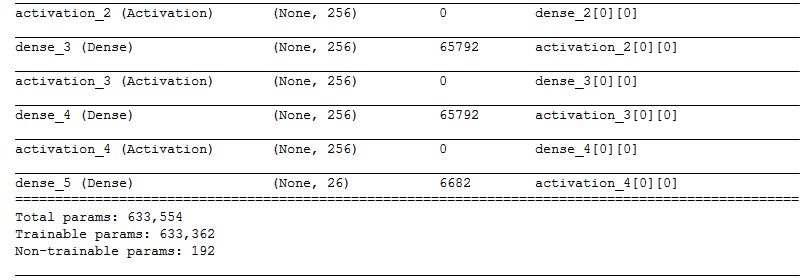 activation_2 (Activation) (None, 256) 0 dense_2[0][0]
dense_3 (Dense) (None, 256) 65792 activation_2[0][0]
activation_3 (Activation) (None, 256) 0 dense_3[0][0]
dense_4 (Dense) (None, 256) 65792 activation_3[0][0]
activation_4 (Activation) (None, 256) 0 dense_4[0][0]
dense_5 (Dense) (None, 26) 6682 activation_4[0][0]
Total params: 633,554
Trainable params: 633,362
Non-trainable params: 192